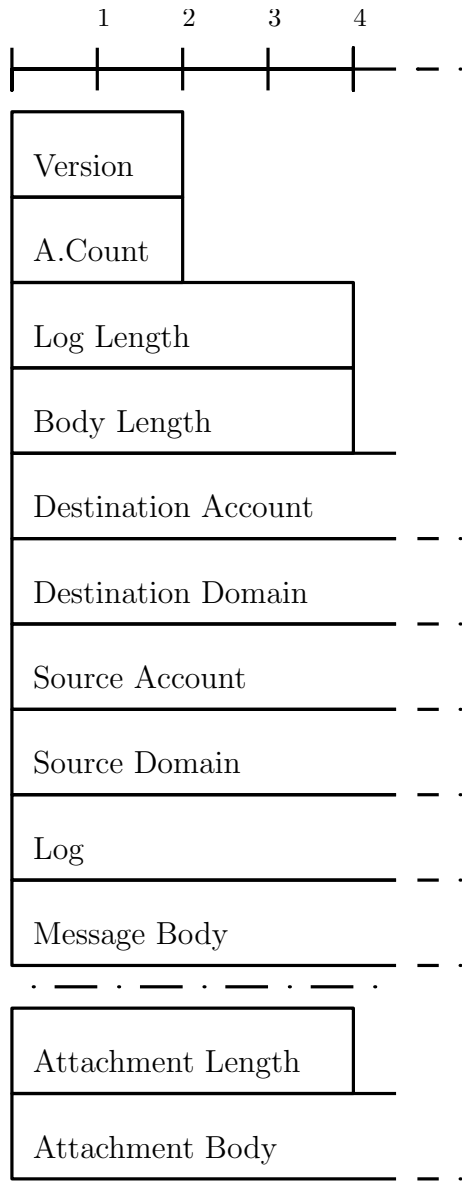 1 2 3 4
Version
A.Count
Log Length
Body Length
Destination Account
Destination Domain
Source Account
Source Domain
Log
Message Body
Attachment Length
Attachment Body